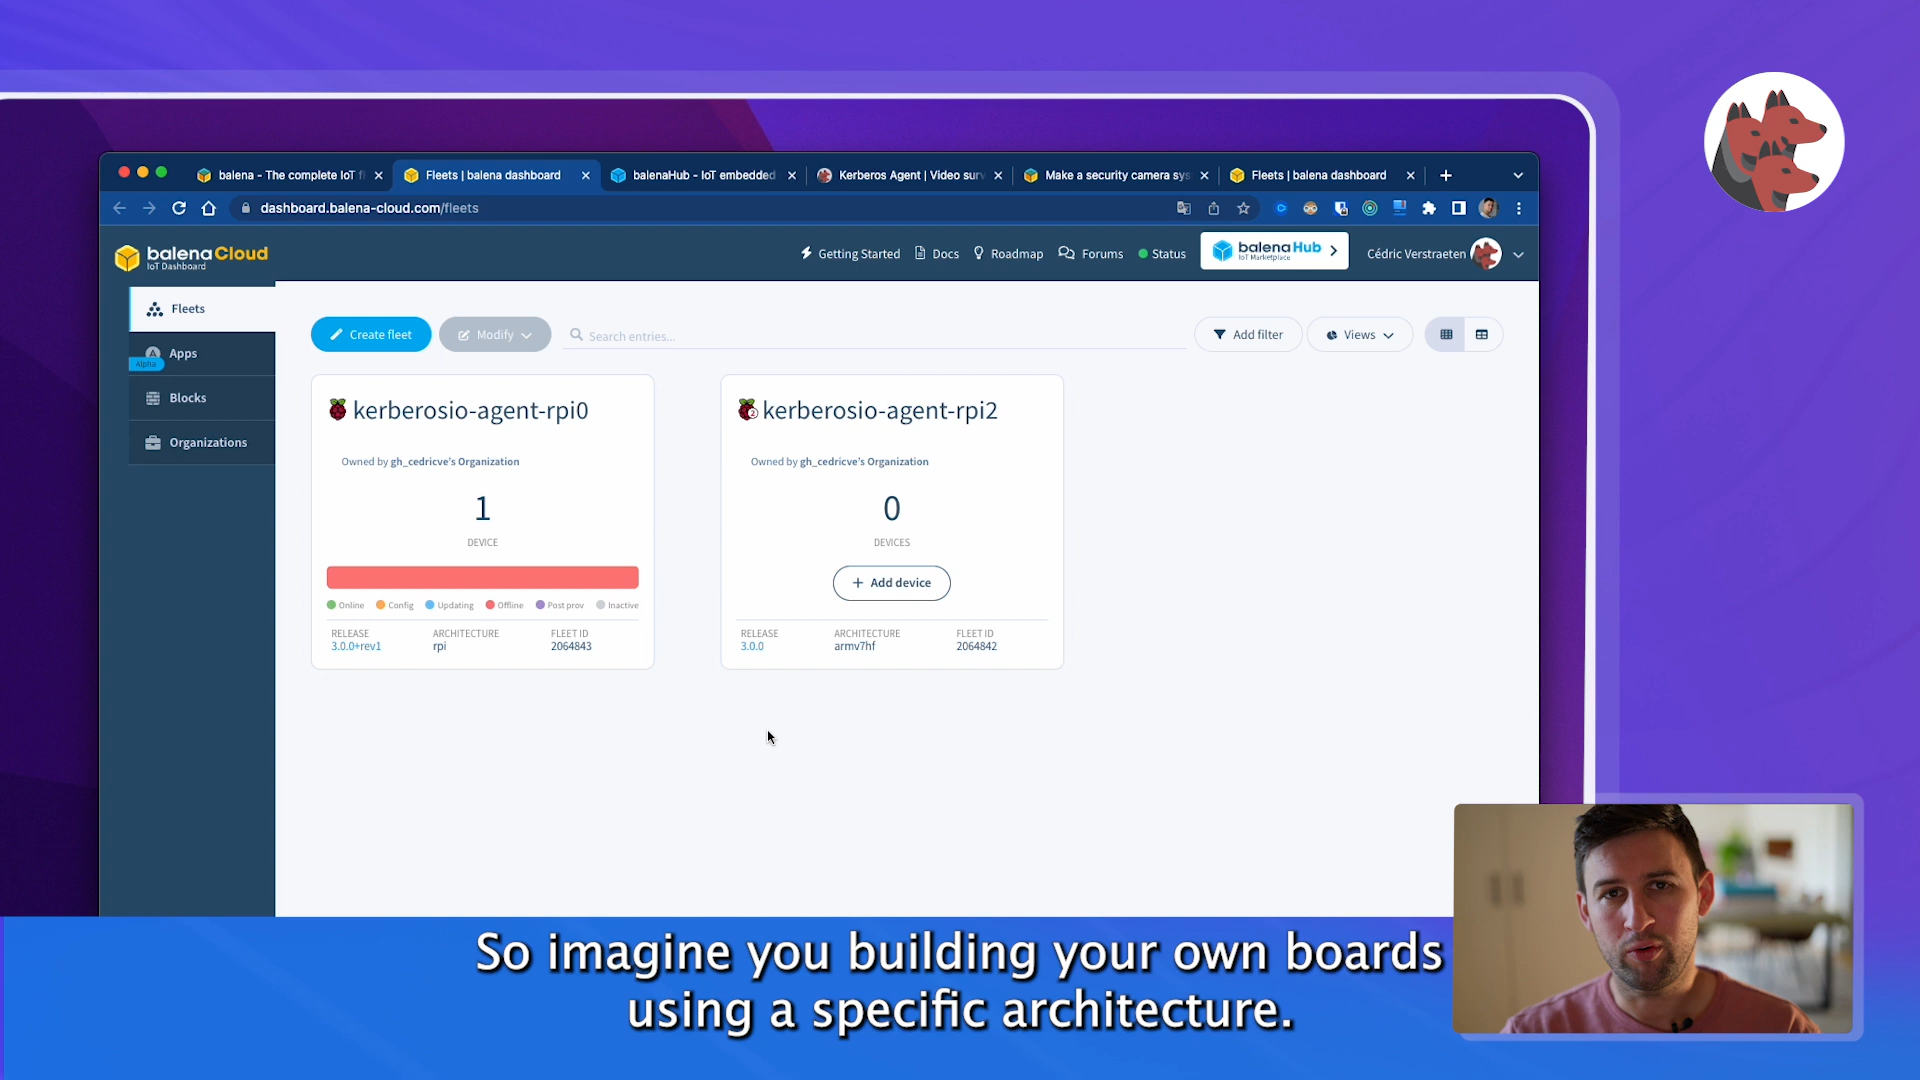 balena - The complete IoT fl
Fleets | balena dashboard
balenaHub - IoT embedded
Kerberos Agent | Video surv
Make a security camera sys
Fleets | balena dashboard
dashboard.balena-cloud.com/fleets
balenaCloud
IoT Dashboard
Getting Started
Docs
Roadmap
Forums
Status
balenaHub
IoT Marketplace
Cédric Verstraeten
Fleets
Apps
Alpha
Blocks
Organizations
Create fleet
Modify
Search entries...
Add filter
Views
kerberosio-agent-rpi0
Owned by gh_cedricve's Organization
1
DEVICE
Online Config Updating Offline Post prov Inactive
RELEASE ARCHITECTURE FLEET ID
3.0.0+rev1 rpi 2064843
2
kerberosio-agent-rpi2
Owned by gh_cedricve's Organization
0
DEVICES
+ Add device
RELEASE ARCHITECTURE FLEET ID
3.0.0 armv7hf 2064842
So imagine you building your own boards
using a specific architecture.